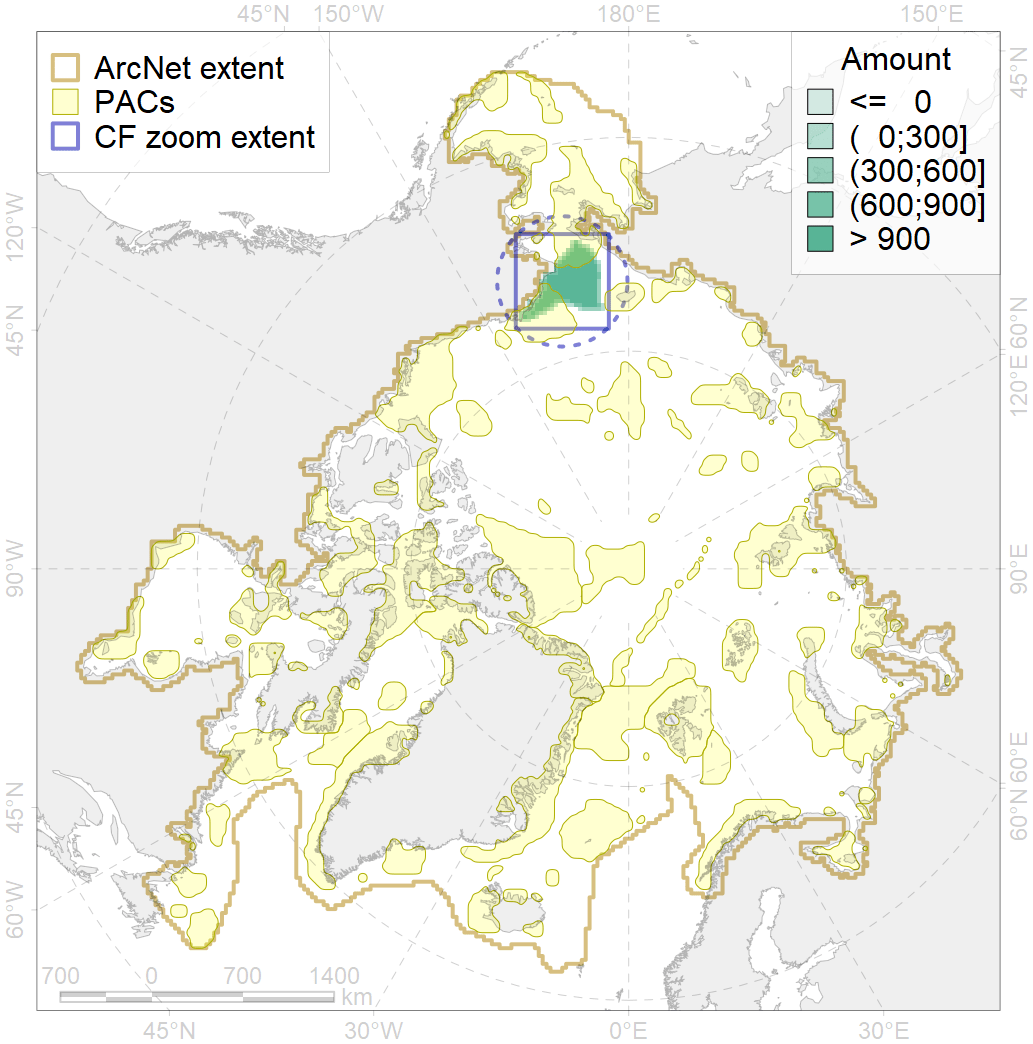 45°N 150°W 180°E 150°E
ArcNet extent
PACs
CF zoom extent
Amount
<= 0
( 0;300]
(300;600]
(600;900]
> 900
45°N
120°W
60°N
45°N
120°E
90°W
90°E
60°E
45°N
60°N
60°W
700 0 700 1400
km
45°N 30°W 0°E 30°E